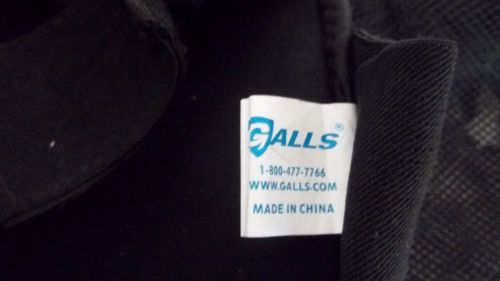 GALLS®
1-800-477-7766
WWW.GALLS.COM
MADE IN CHINA